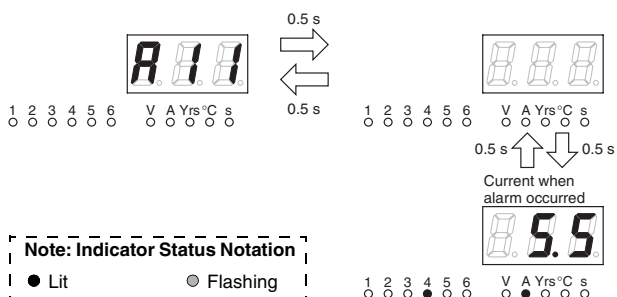 0.5 s
A11
0.5 s
1 2 3 4 5 6 V A Yrs °C s
1 2 3 4 5 6 V A Yrs °C s
0.5 s 0.5 s
Current when
alarm occurred
5.5
Note: Indicator Status Notation
Lit Flashing
1 2 3 4 5 6 V A Yrs °C s